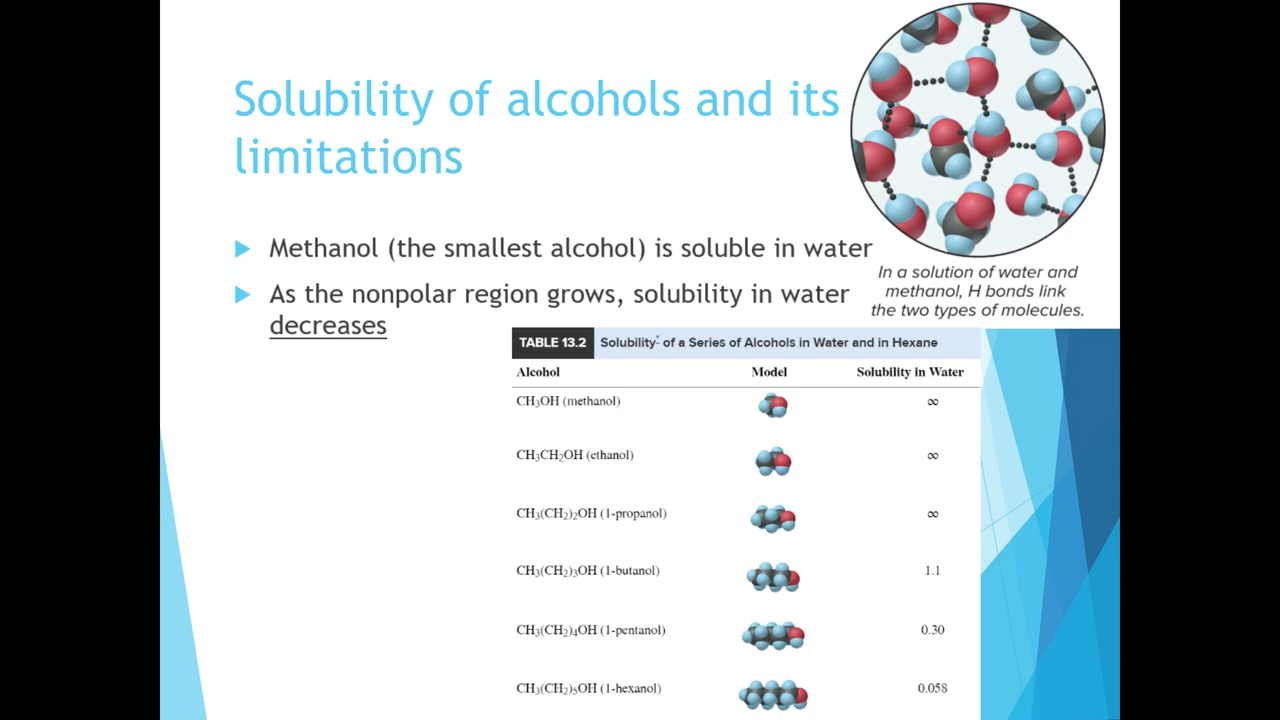 Solubility of alcohols and its
limitations
Methanol (the smallest alcohol) is soluble in water
As the nonpolar region grows, solubility in water
decreases
In a solution of water and
methanol, H bonds link
the two types of molecules.
TABLE 13.2 Solubility* of a Series of Alcohols in Water and in Hexane
Alcohol Model Solubility in Water
CH₃OH (methanol) ∞
CH₃CH₂OH (ethanol) ∞
CH₃(CH₂)₂OH (1-propanol) ∞
CH₃(CH₂)₃OH (1-butanol) 1.1
CH₃(CH₂)₄OH (1-pentanol) 0.30
CH₃(CH₂)₅OH (1-hexanol) 0.058